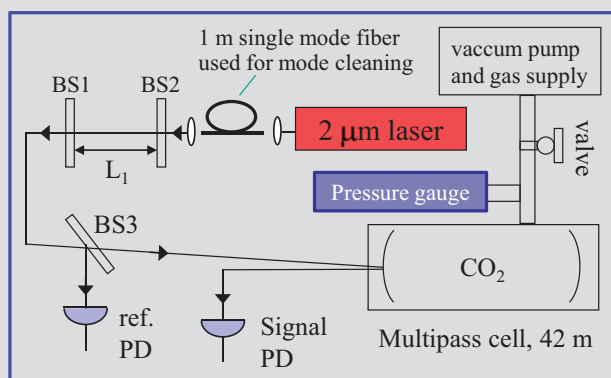 1 m single mode fiber
used for mode cleaning
vaccum pump
and gas supply
BS1
BS2
2 μm laser
valve
L1
Pressure gauge
BS3
CO2
ref.
PD
Signal
PD
Multipass cell, 42 m